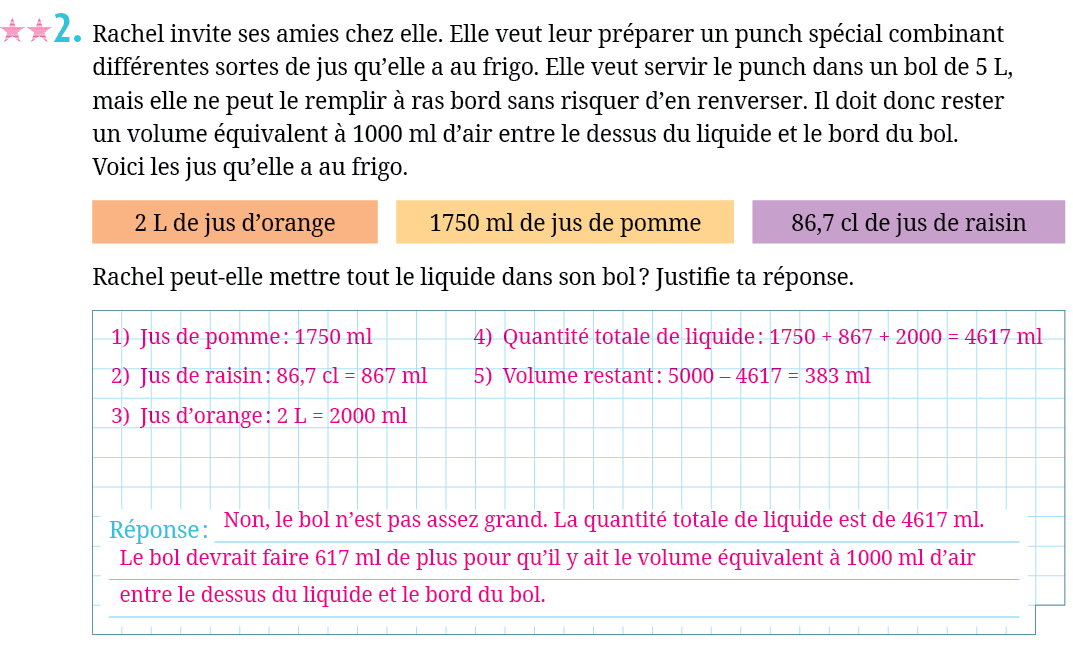 2. Rachel invite ses amies chez elle. Elle veut leur préparer un punch spécial combinant
différentes sortes de jus qu’elle a au frigo. Elle veut servir le punch dans un bol de 5 L,
mais elle ne peut le remplir à ras bord sans risquer d’en renverser. Il doit donc rester
un volume équivalent à 1000 ml d’air entre le dessus du liquide et le bord du bol.
Voici les jus qu’elle a au frigo.
2 L de jus d’orange
1750 ml de jus de pomme
86,7 cl de jus de raisin
Rachel peut-elle mettre tout le liquide dans son bol ? Justifie ta réponse.
1) Jus de pomme : 1750 ml
2) Jus de raisin : 86,7 cl = 867 ml
3) Jus d’orange : 2 L = 2000 ml
4) Quantité totale de liquide : 1750 + 867 + 2000 = 4617 ml
5) Volume restant : 5000 – 4617 = 383 ml
Réponse : Non, le bol n’est pas assez grand. La quantité totale de liquide est de 4617 ml.
Le bol devrait faire 617 ml de plus pour qu’il y ait le volume équivalent à 1000 ml d’air
entre le dessus du liquide et le bord du bol.